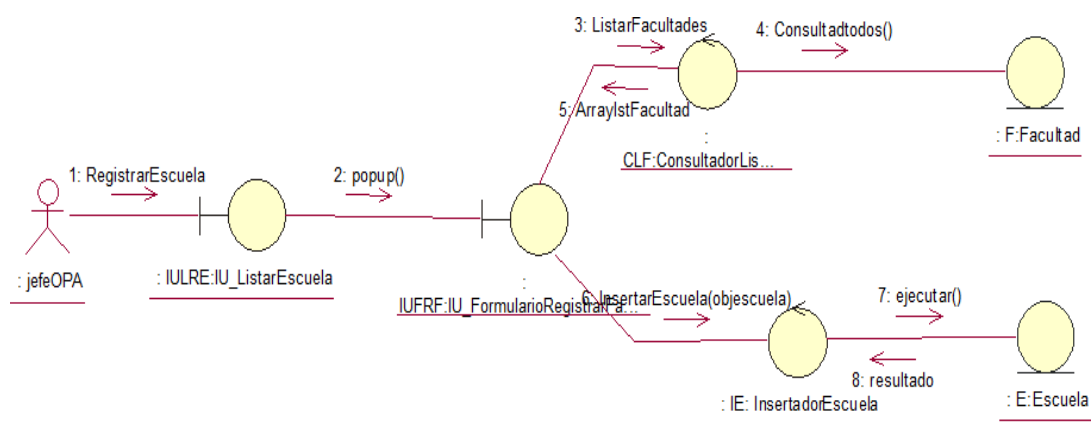 3: ListarFacultades
4: Consultadtodos()
5: ArraylstFacultad
:
CLF:ConsultadorLis...
: F:Facultad
1: RegistrarEscuela
2: popup()
: jefeOPA
: IULRE:IU_ListarEscuela
:
IUFRF:IU_FormularioRegistrarFa...
6: InsertarEscuela(objescuela)
7: ejecutar()
8: resultado
: IE: InsertadorEscuela
: E:Escuela